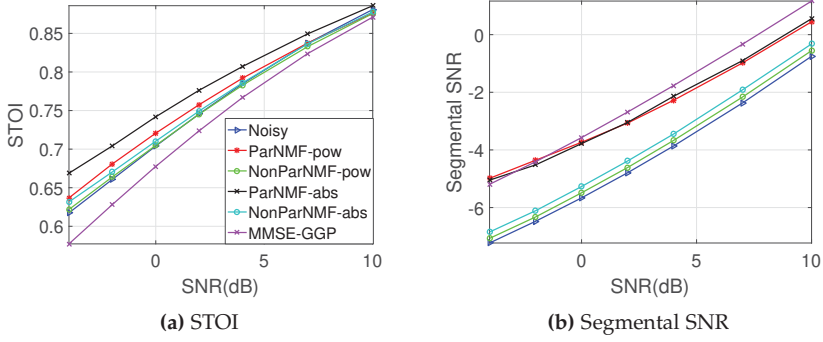 STOI
0.85
0.8
0.75
0.7
0.65
0.6
Noisy
ParNMF-pow
NonParNMF-pow
ParNMF-abs
NonParNMF-abs
MMSE-GGP
0 5 10
SNR(dB)
(a) STOI
Segmental SNR
0
-2
-4
-6
0 5 10
SNR(dB)
(b) Segmental SNR